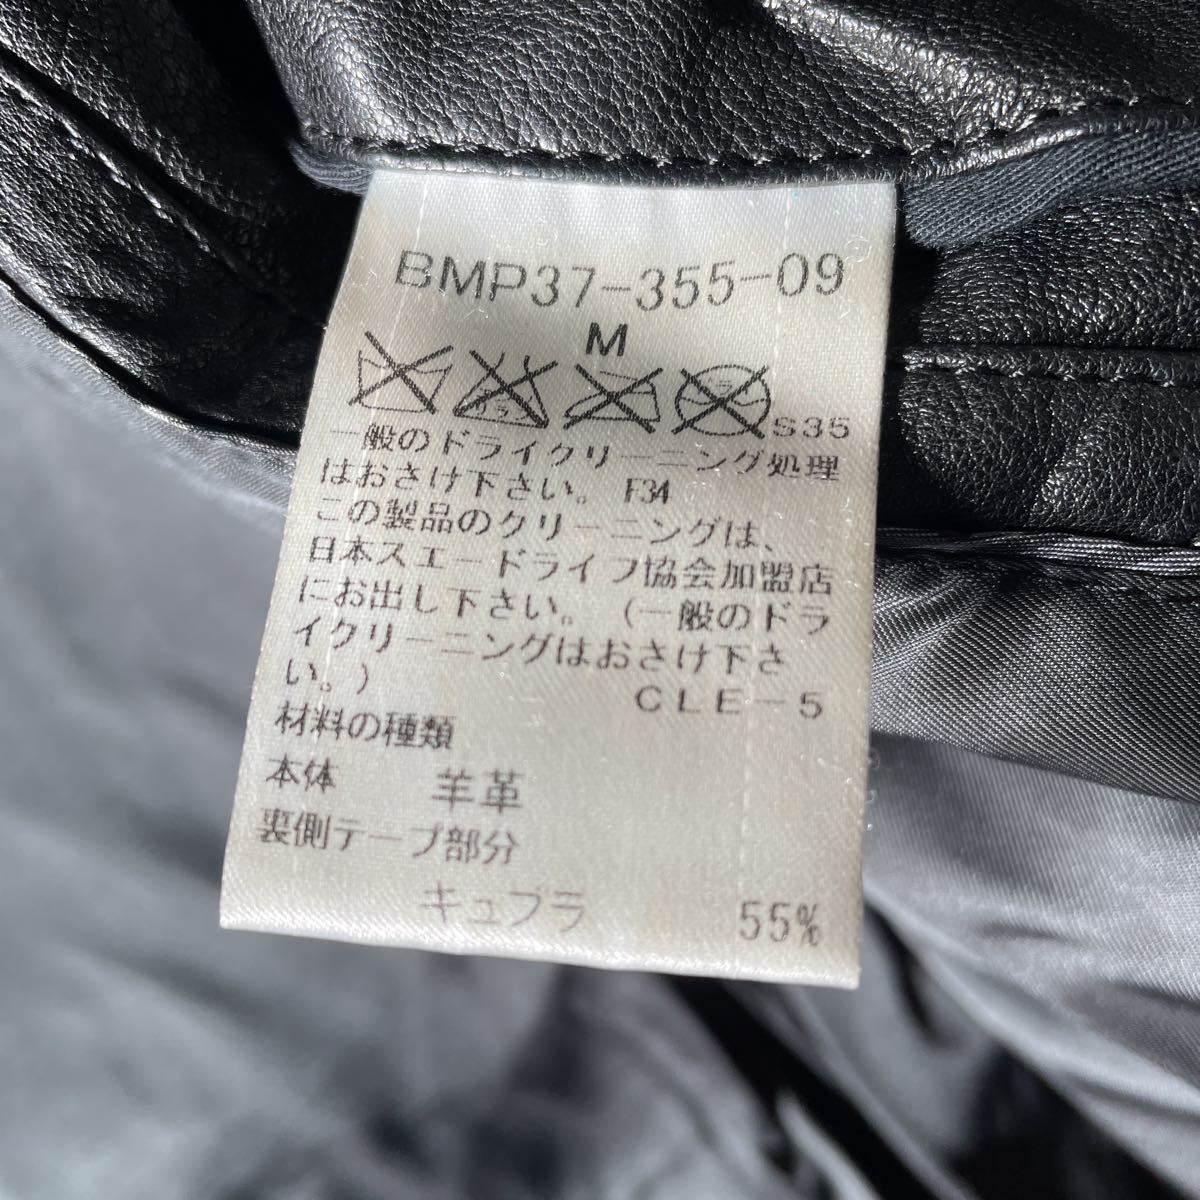 BMP37-355-09
M
S35
一般のドライクリーニング処理
はおさけ下さい。 F34
この製品のクリーニングは、
日本スエードライフ協会加盟店
にお出し下さい。(一般のドラ
イクリーニングはおさけ下さ
い。) CLE-5
材料の種類
本体 羊革
裏側テープ部分
キュプラ 55%